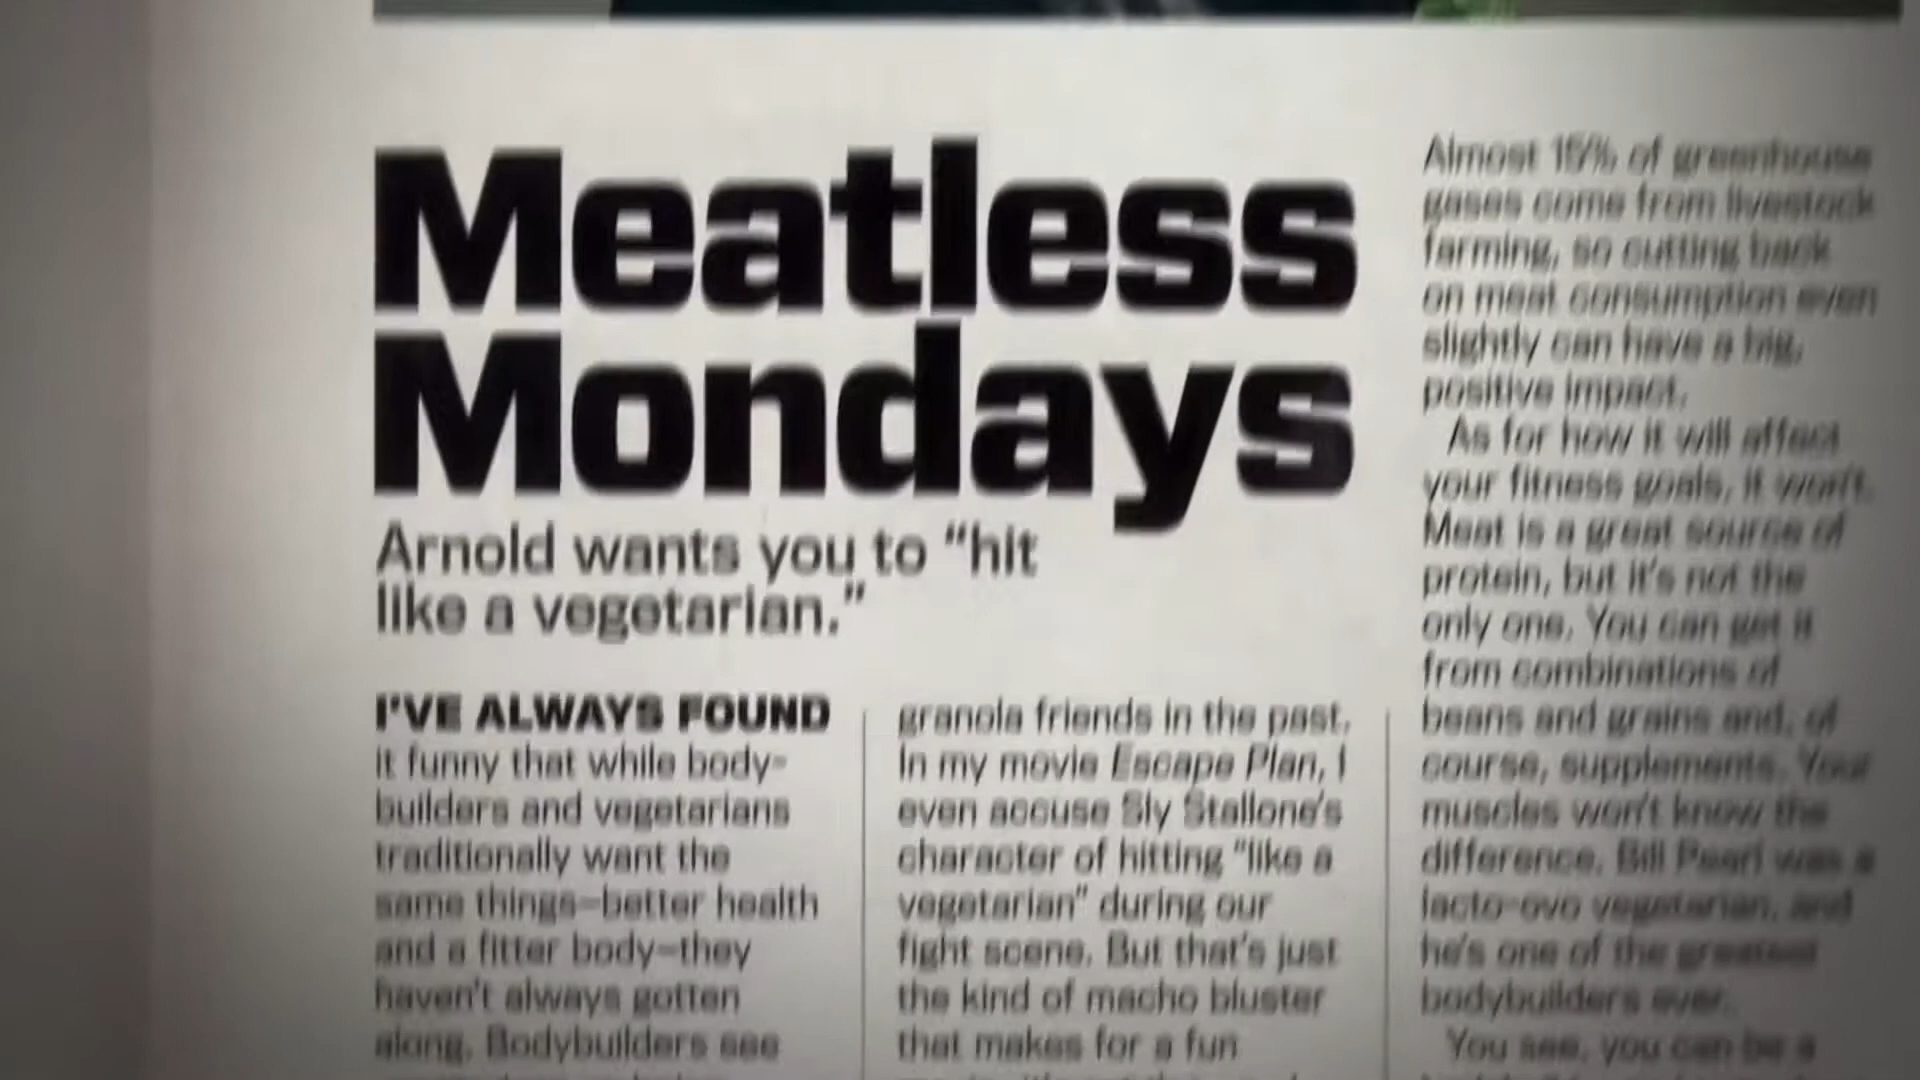 Meatless
Mondays
Arnold wants you to “hit
like a vegetarian.”
I'VE ALWAYS FOUND
it funny that while body-
builders and vegetarians
traditionally want the
same things—better health
and a fitter body—they
haven't always gotten
along. Bodybuilders see
granola friends in the past.
In my movie Escape Plan, I
even accuse Sly Stallone's
character of hitting “like a
vegetarian” during our
fight scene. But that's just
the kind of macho bluster
that makes for a fun
Almost 15% of greenhouse
gases come from livestock
farming, so cutting back
on meat consumption even
slightly can have a big,
positive impact.
As for how it will affect
your fitness goals, it won't.
Meat is a great source of
protein, but it's not the
only one. You can get it
from combinations of
beans and grains and, of
course, supplements. Your
muscles won't know the
difference. Bill Pearl was a
lacto-ovo vegetarian, and
he's one of the greatest
bodybuilders ever.
You see, you can be a